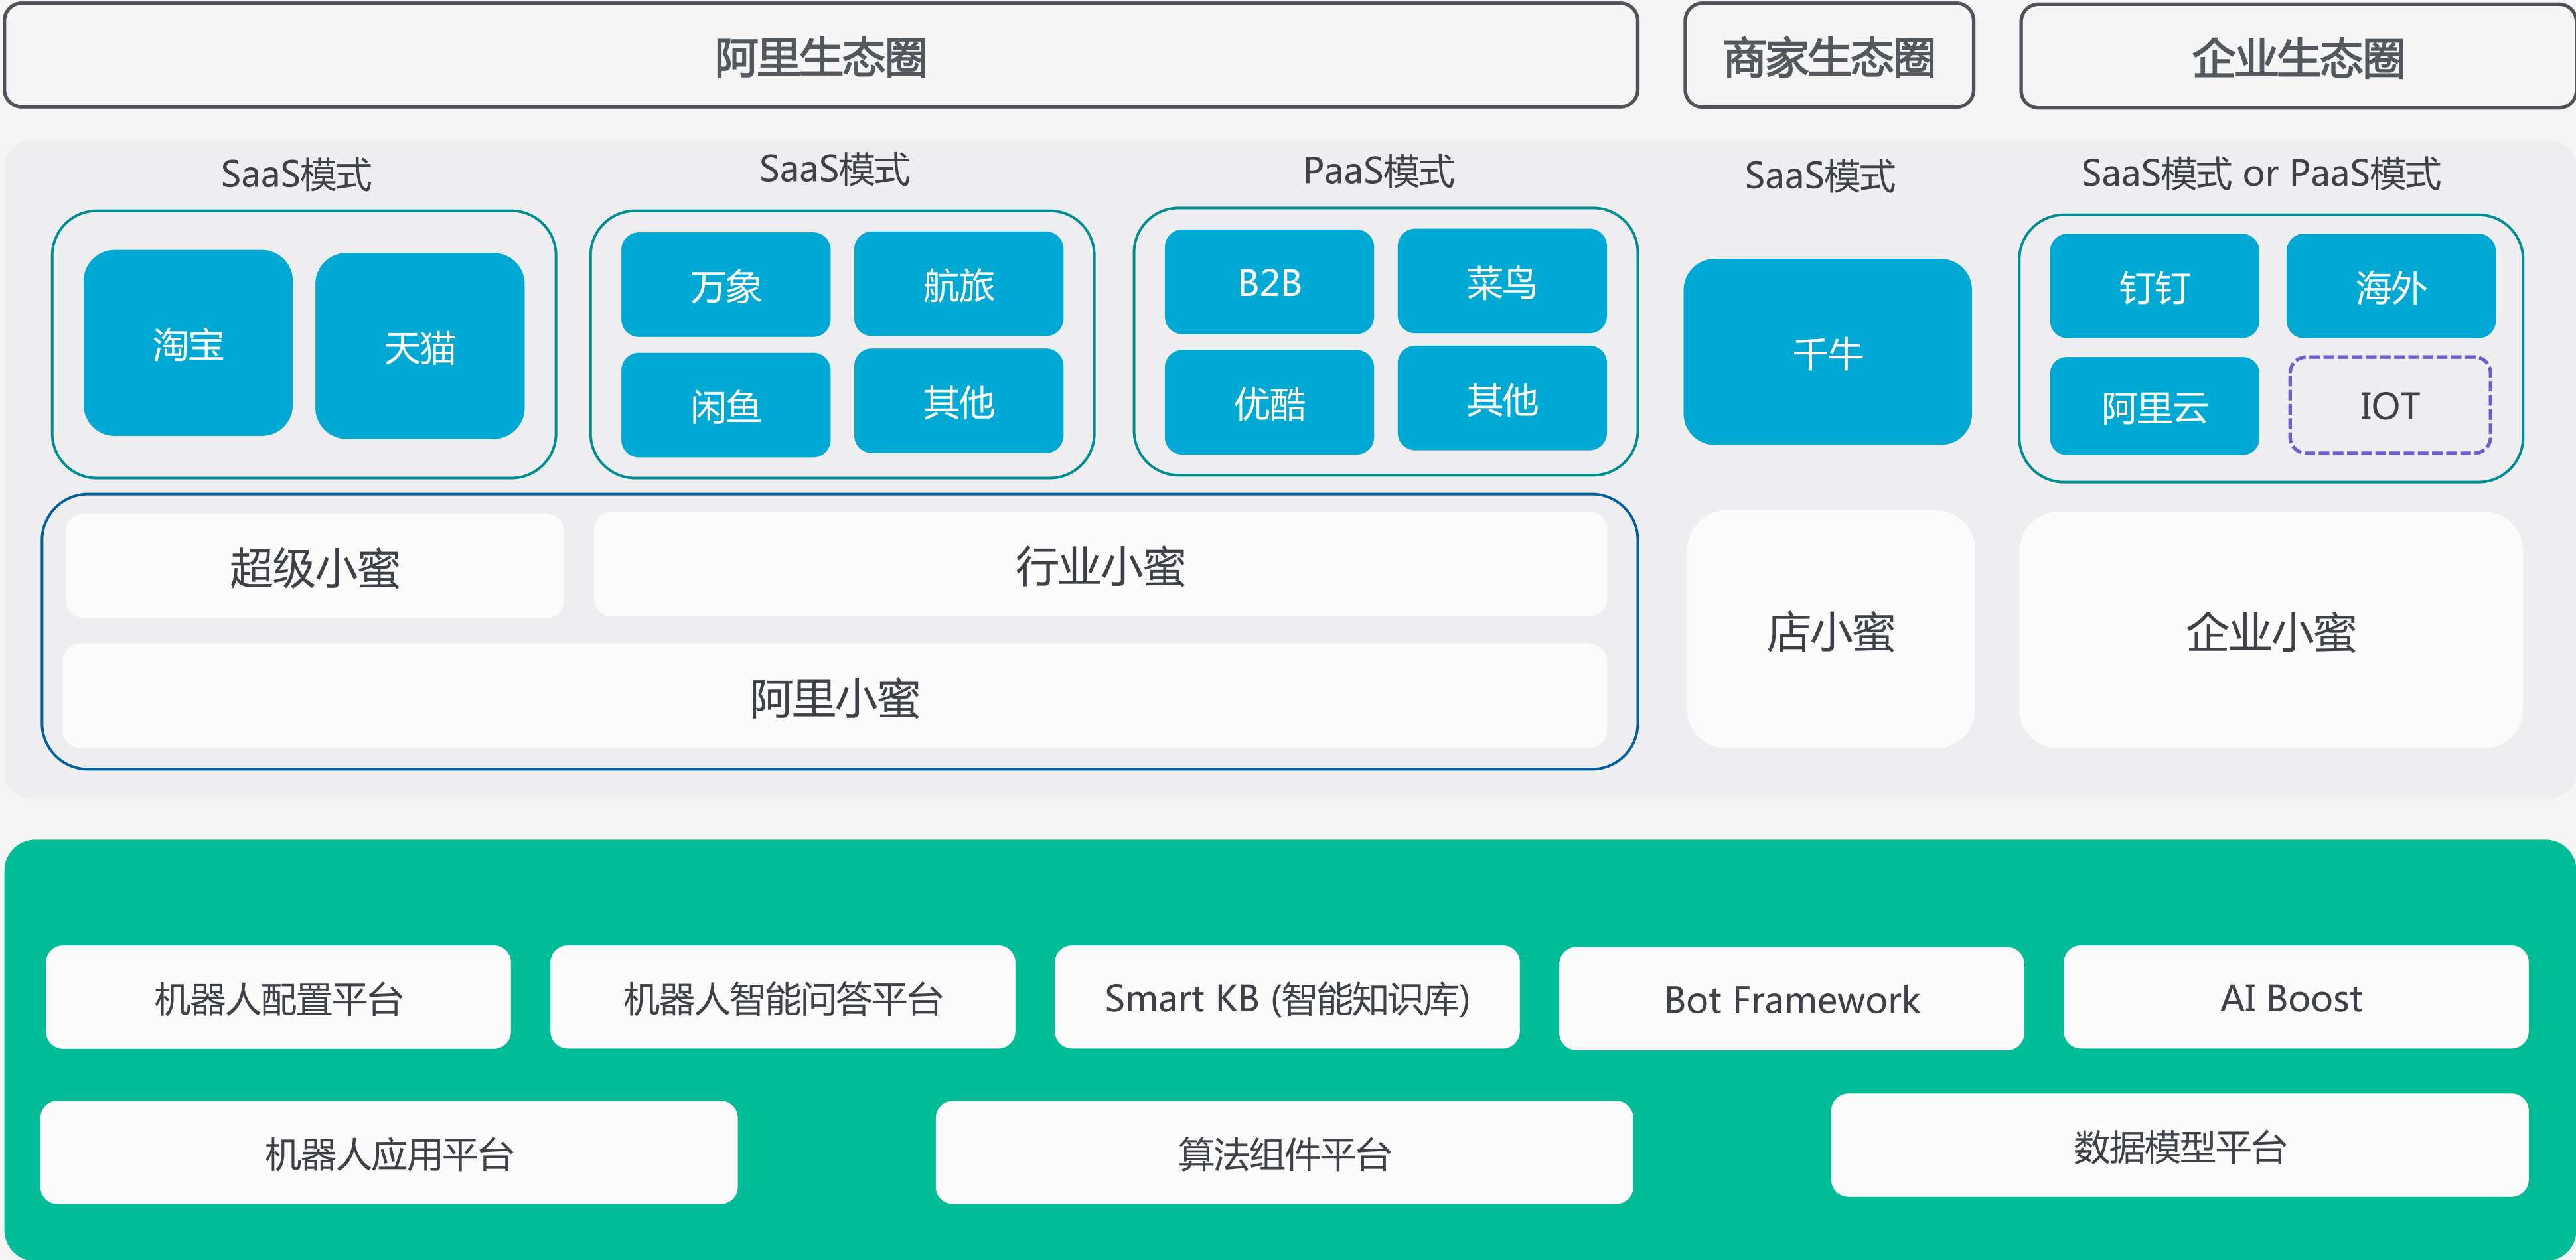 阿里生态圈
商家生态圈
企业生态圈
SaaS模式
SaaS模式
PaaS模式
SaaS模式
SaaS模式 or PaaS模式
淘宝
天猫
万象
航旅
闲鱼
其他
B2B
菜鸟
优酷
其他
千牛
钉钉
海外
阿里云
IOT
超级小蜜
行业小蜜
阿里小蜜
店小蜜
企业小蜜
机器人配置平台
机器人智能问答平台
Smart KB (智能知识库)
Bot Framework
AI Boost
机器人应用平台
算法组件平台
数据模型平台